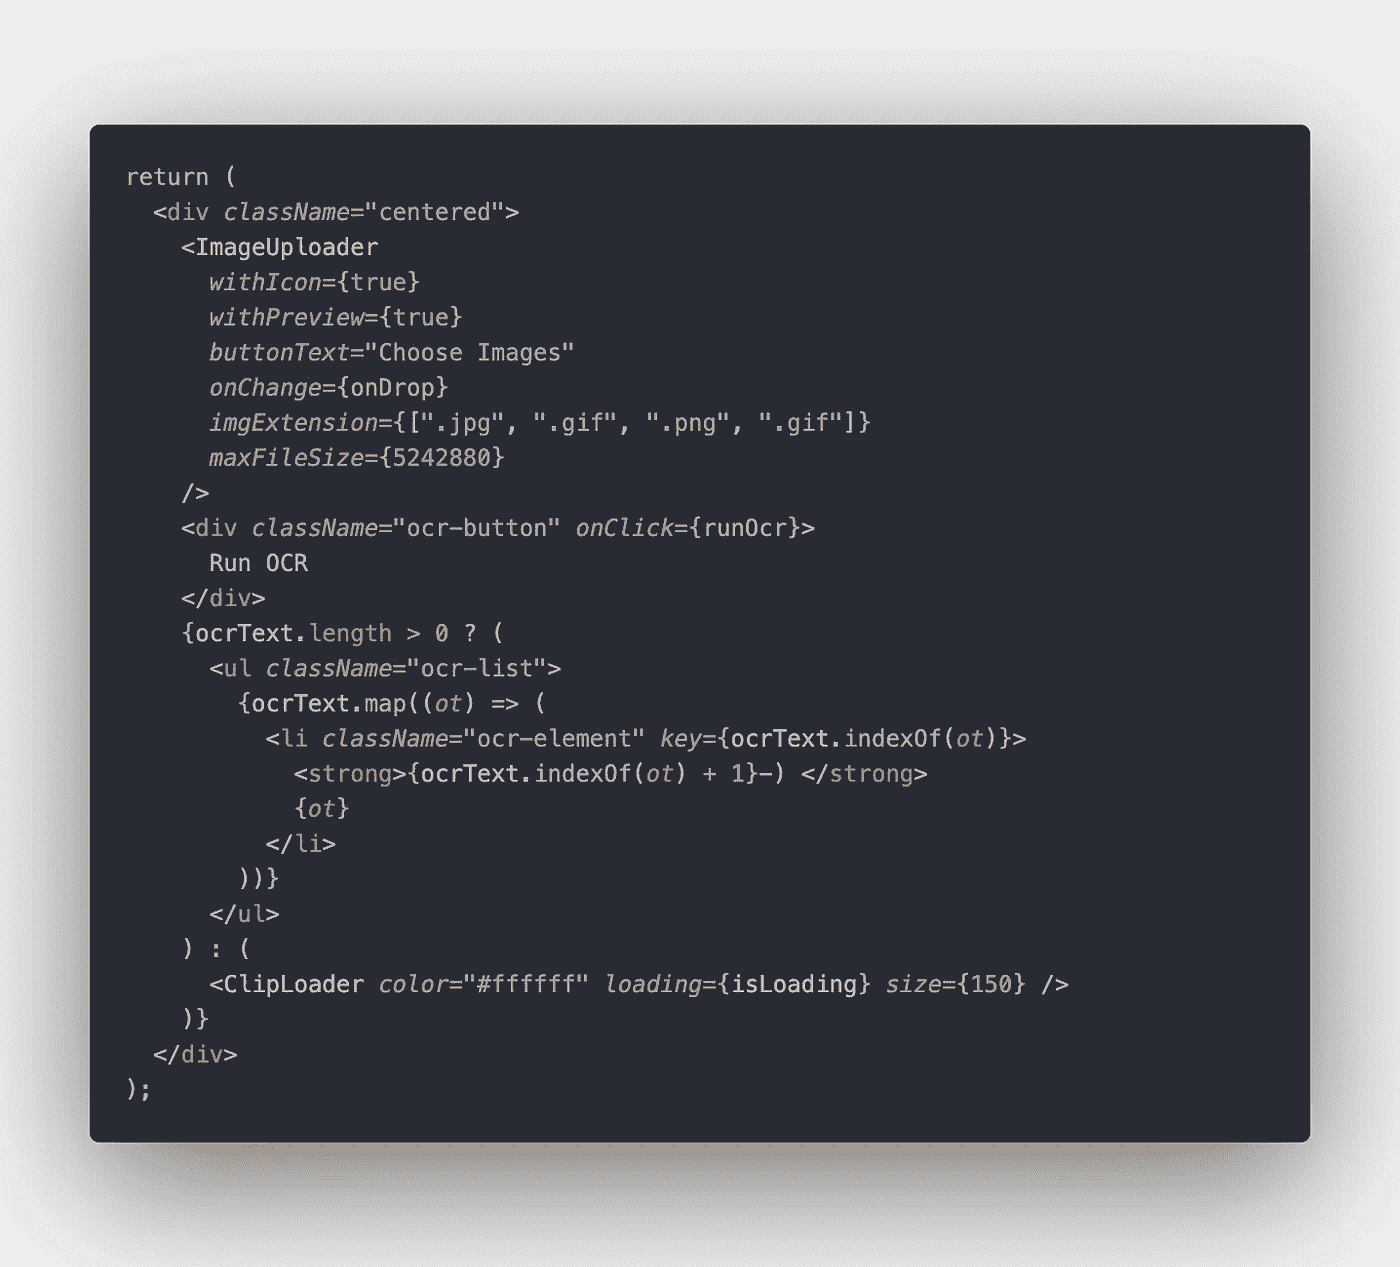 return (
  <div className="centered">
    <ImageUploader
      withIcon={true}
      withPreview={true}
      buttonText="Choose Images"
      onChange={onDrop}
      imgExtension={[".jpg", ".gif", ".png", ".gif"]}
      maxFileSize={5242880}
    />
    <div className="ocr-button" onClick={runOcr}>
      Run OCR
    </div>
    {ocrText.length > 0 ? (
      <ul className="ocr-list">
        {ocrText.map((ot) => (
          <li className="ocr-element" key={ocrText.indexOf(ot)}>
            <strong>{ocrText.indexOf(ot) + 1}-) </strong>
            {ot}
          </li>
        ))}
      </ul>
    ) : (
      <ClipLoader color="#ffffff" loading={isLoading} size={150} />
    )}
  </div>
);